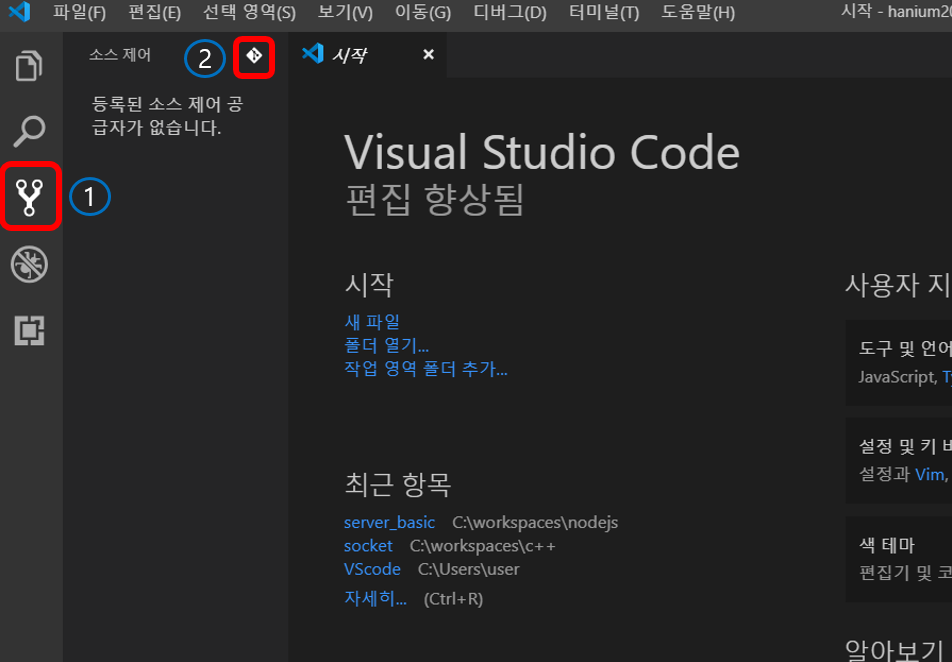 파일(F) 편집(E) 선택 영역(S) 보기(V) 이동(G) 디버그(D) 터미널(T) 도움말(H) 시작 - hanium20
소스 제어 2 시작 ×
등록된 소스 제어 공
급자가 없습니다.
1
Visual Studio Code
편집 향상됨
시작
새 파일
폴더 열기...
작업 영역 폴더 추가...
최근 항목
server_basic C:\workspaces\nodejs
socket C:\workspaces\c++
VScode C:\Users\user
자세히... (Ctrl+R)
사용자 지
도구 및 언어
JavaScript, Ty
설정 및 키 바
설정과 Vim,
색 테마
편집기 및 코
알아보기